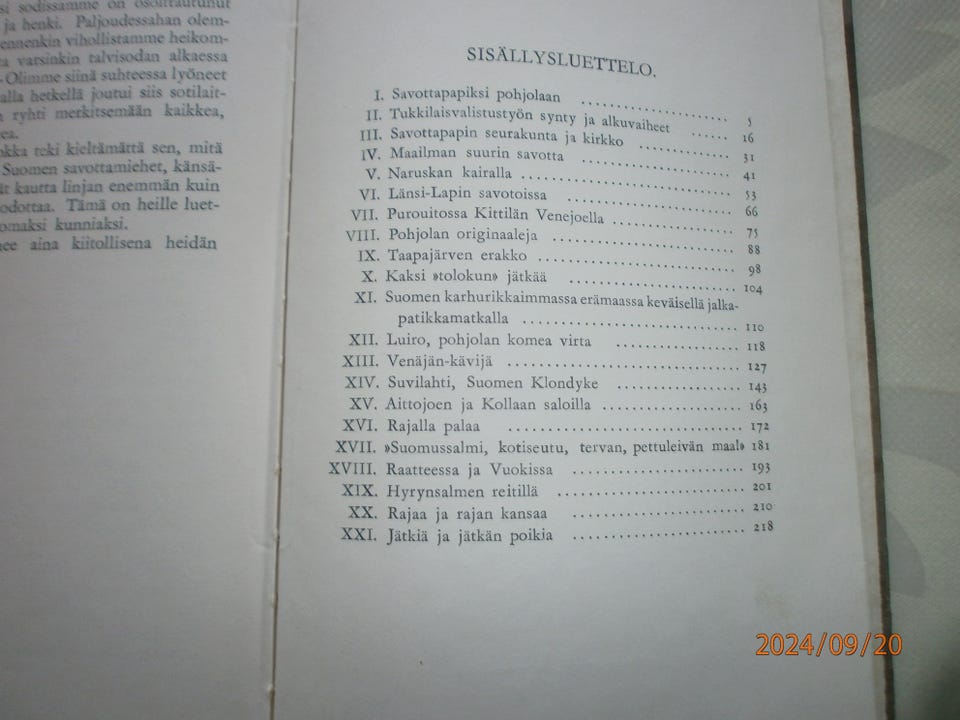 si sodissamme on osoittautunut
ja henki. Paljoudessahan olem-
ennenkin vihollistamme heikom-
ta varsinkin talvisodan alkaessa
Olimme siinä suhteessa lyöneet
alla hetkellä joutui siis sotilait-
ryhti merkitsemään kaikkea,
ea.
okka teki kieltämättä sen, mitä
Suomen savottamiehet, känsä-
ät kautta linjan enemmän kuin
odottaa. Tämä on heille luet-
omaksi kunniaksi.
nee aina kiitollisena heidän
SISÄLLYSLUETTELO.
I. Savottapapiksi pohjolaan .................... 5
II. Tukkilaisvalistustyön synty ja alkuvaiheet ...... 16
III. Savottapapin seurakunta ja kirkko ............. 31
IV. Maailman suurin savotta .................... 41
V. Naruskan kairalla ........................... 53
VI. Länsi-Lapin savotoissa ...................... 66
VII. Purouitossa Kittilän Venejoella ................ 75
VIII. Pohjolan originaaleja ........................ 88
IX. Taapajärven erakko .......................... 98
X. Kaksi »tolokun» jätkää ...................... 104
XI. Suomen karhurikkaimmassa erämaassa keväisellä jalka-
patikkamatkalla ............................ 110
XII. Luiro, pohjolan komea virta ................ 118
XIII. Venäjän-kävijä .............................. 127
XIV. Suvilahti, Suomen Klondyke ................ 143
XV. Aittojoen ja Kollaan saloilla .................. 163
XVI. Rajalla palaa .............................. 172
XVII. »Suomussalmi, kotiseutu, tervan, pettuleivän maa!» 181
XVIII. Raatteessa ja Vuokissa ...................... 193
XIX. Hyrynsalmen reitillä ........................ 201
XX. Rajaa ja rajan kansaa ...................... 210
XXI. Jätkiä ja jätkän poikia ...................... 218
2024/09/20